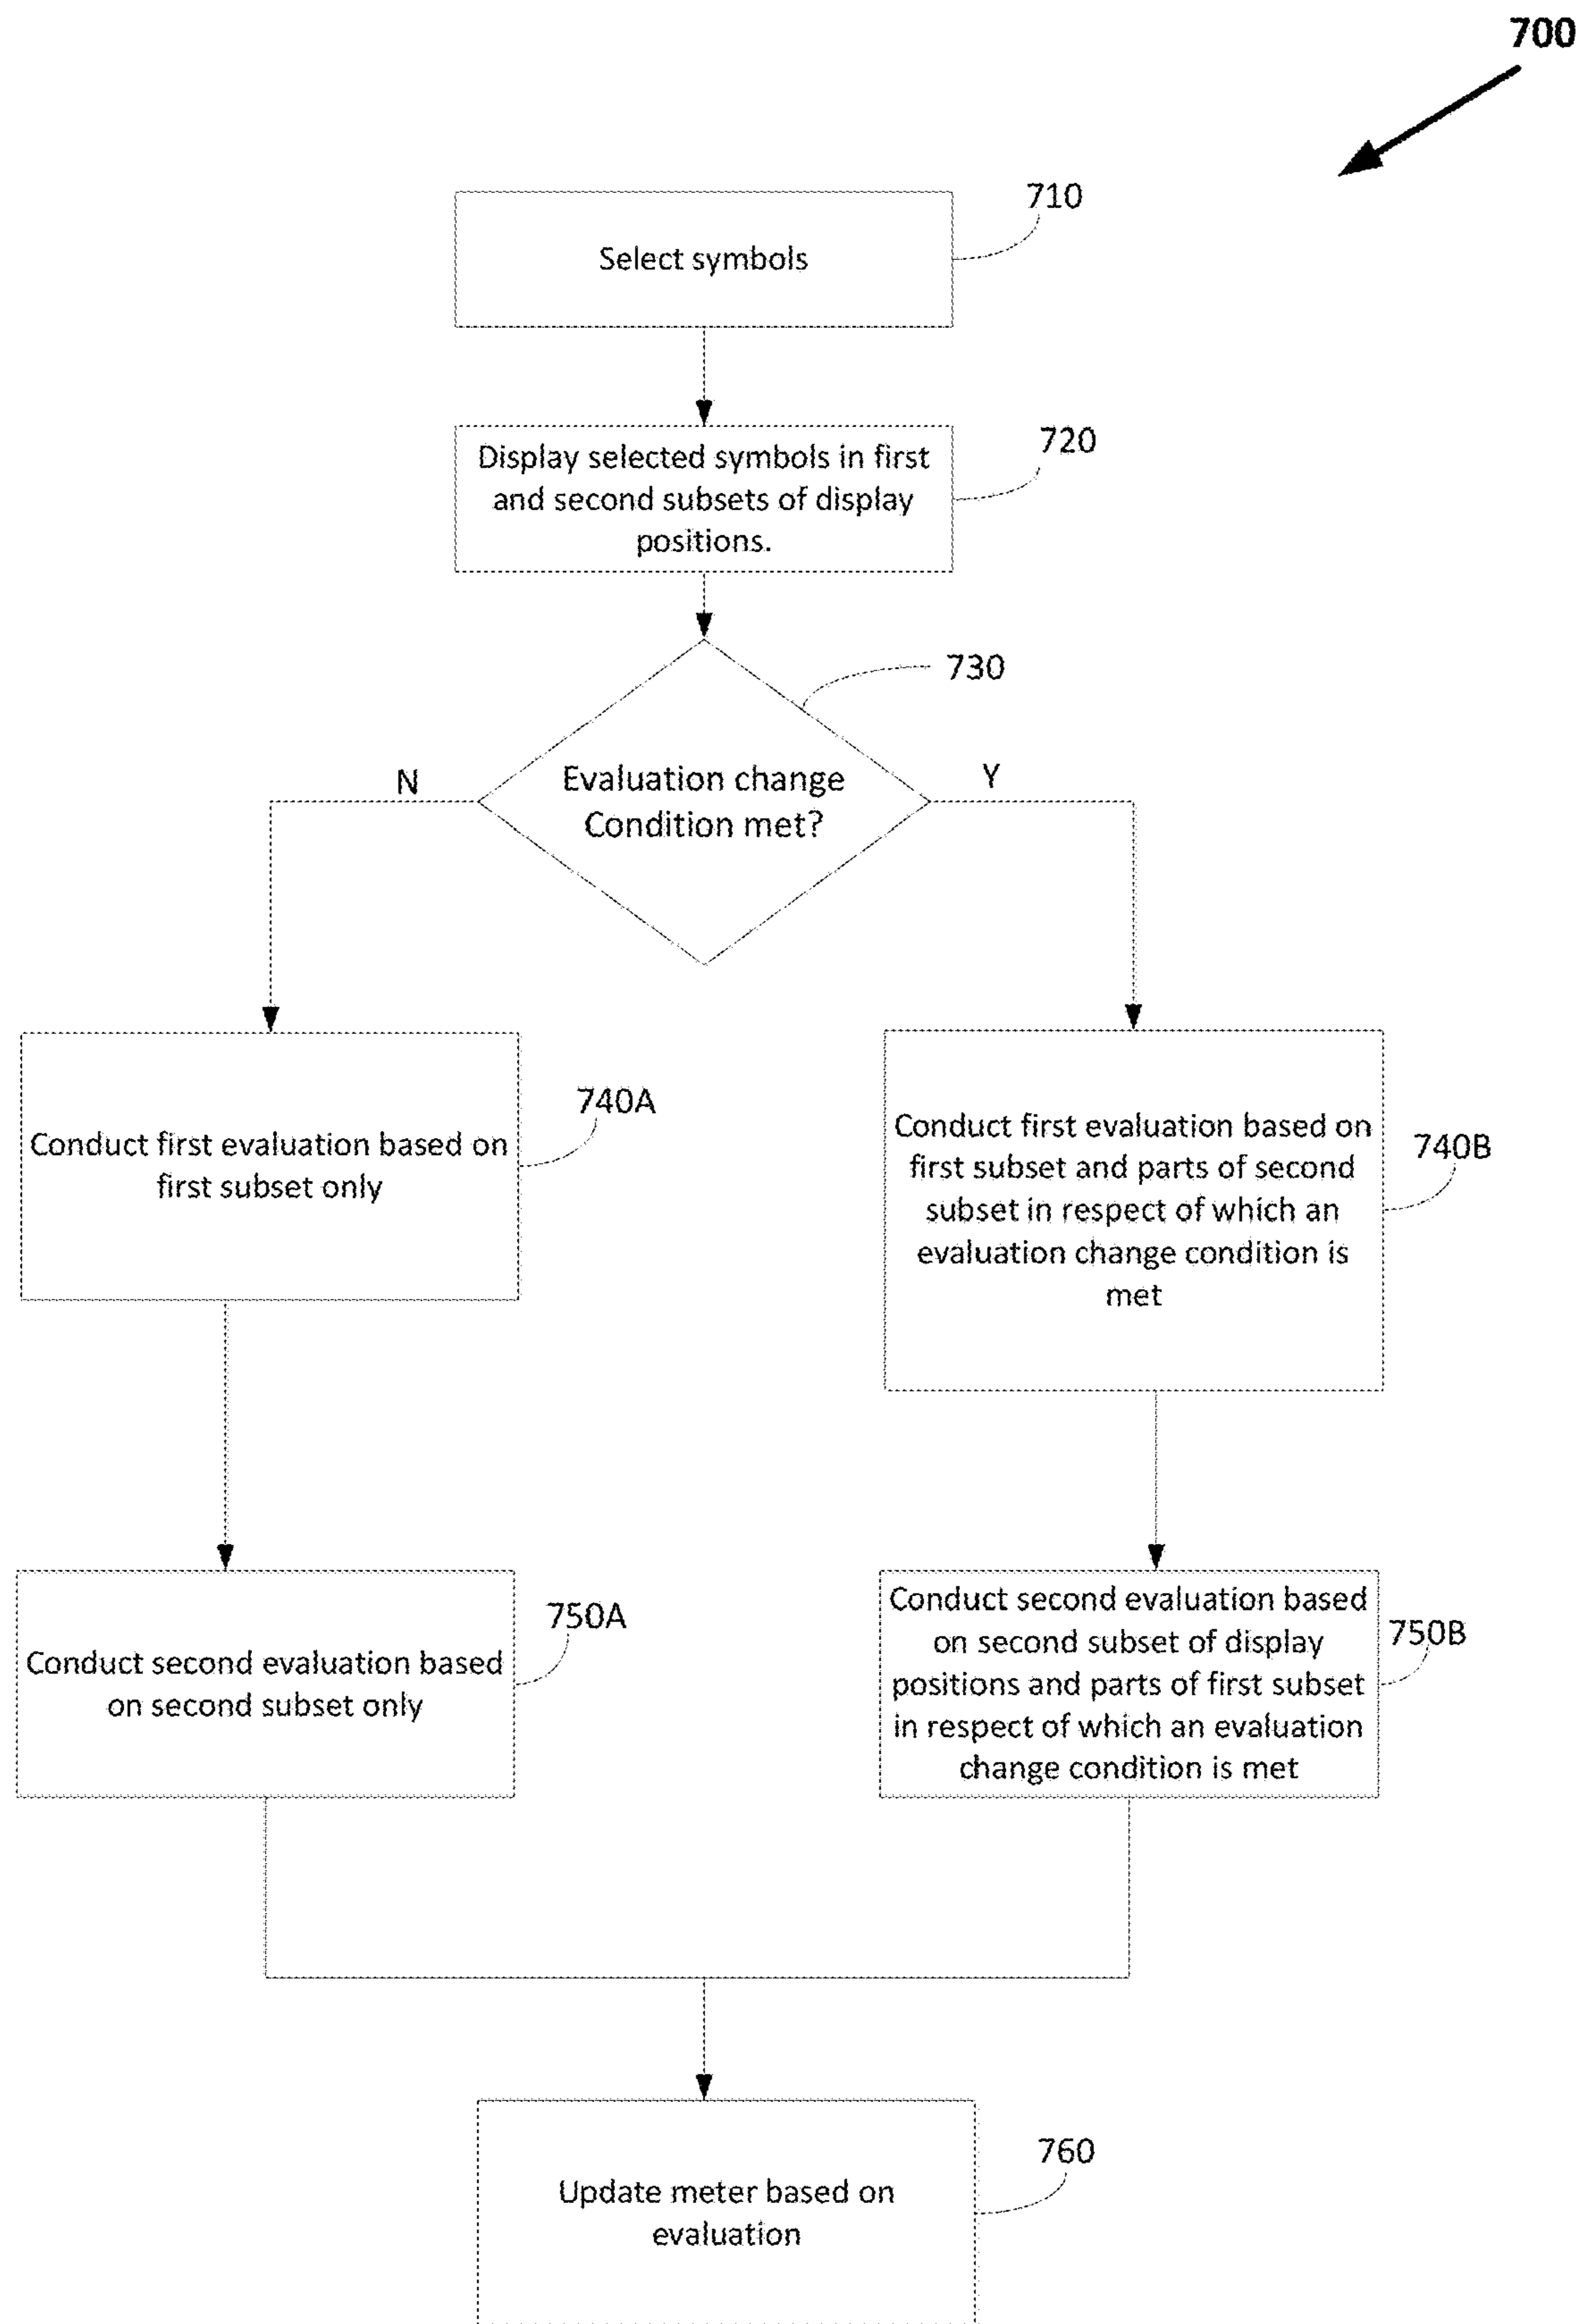 700
710
Select symbols
720
Display selected symbols in first
and second subsets of display
positions.
730
Evaluation change
Condition met?
N
Y
740A
Conduct first evaluation based on
first subset only
740B
Conduct first evaluation based on
first subset and parts of second
subset in respect of which an
evaluation change condition is
met
750A
Conduct second evaluation based
on second subset only
750B
Conduct second evaluation based
on second subset of display
positions and parts of first subset
in respect of which an evaluation
change condition is met
760
Update meter based on
evaluation